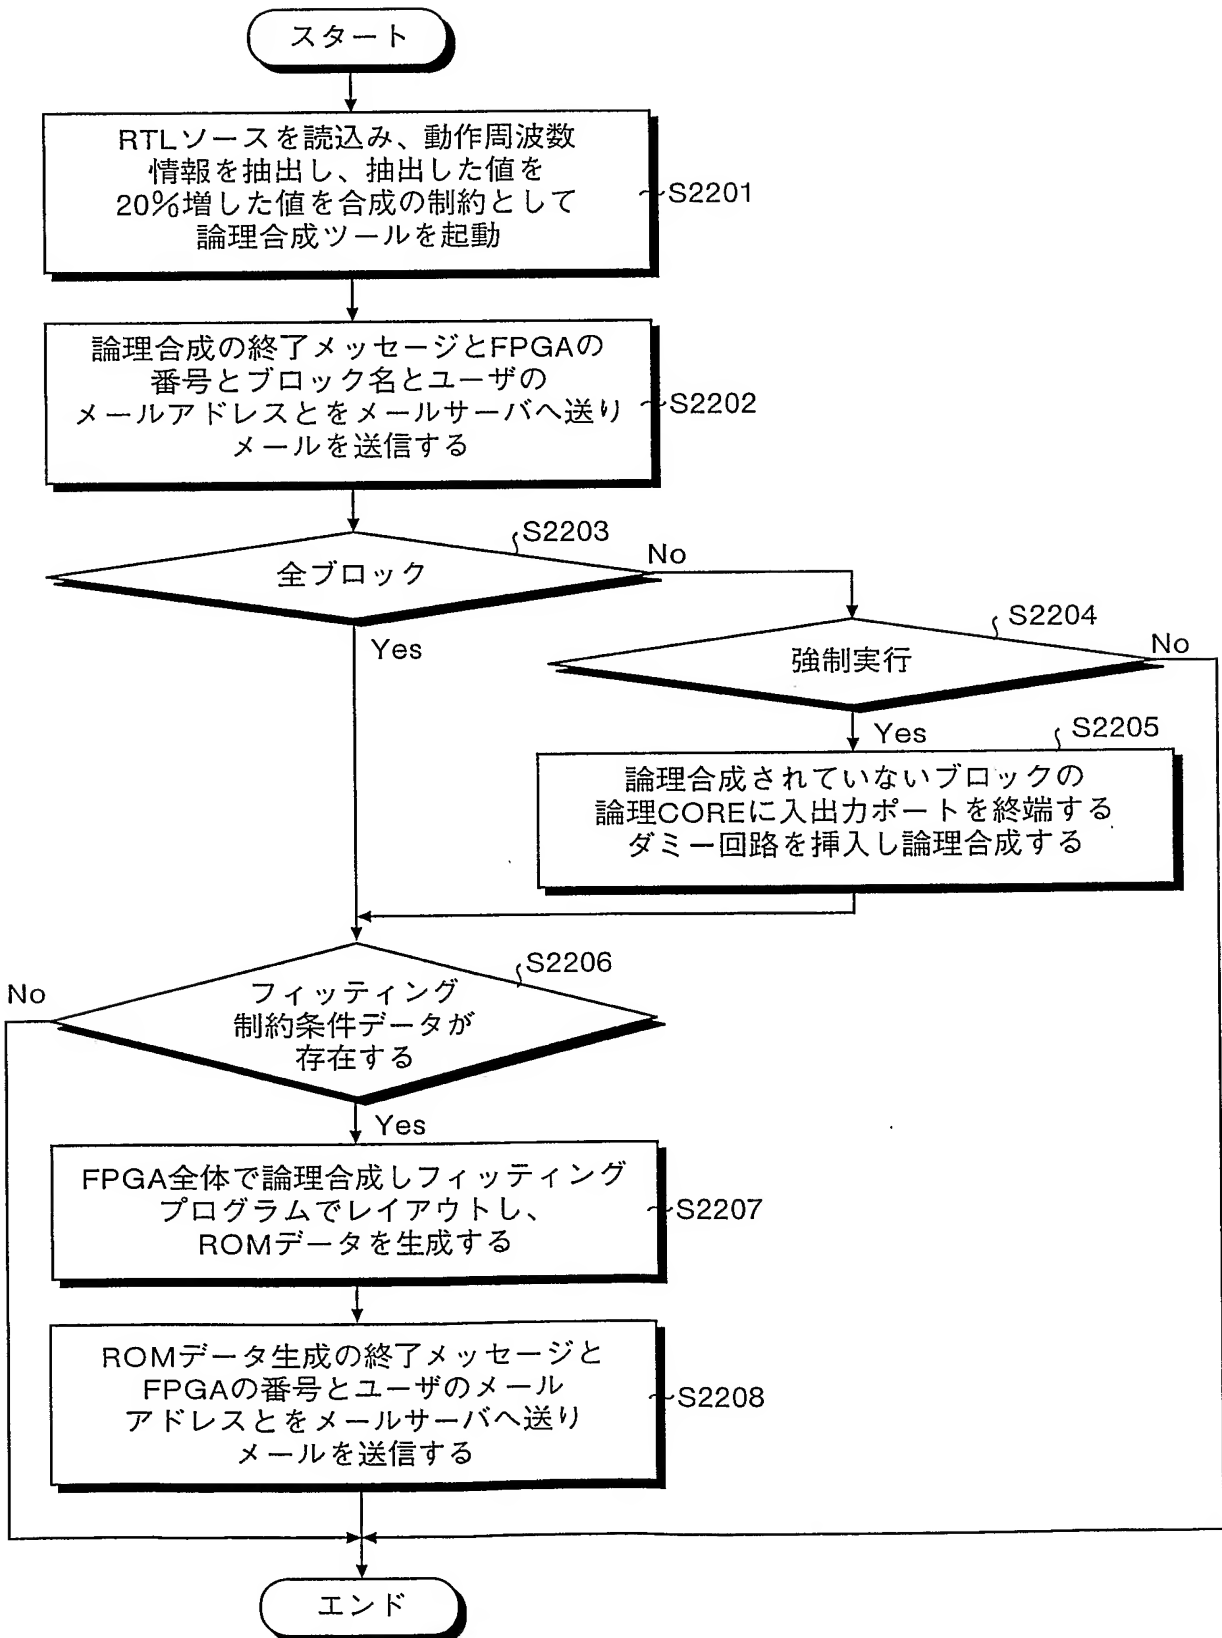 スタート
RTLソースを読込み、動作周波数
情報を抽出し、抽出した値を
20%増した値を合成の制約として
論理合成ツールを起動
S2201
論理合成の終了メッセージとFPGAの
番号とブロック名とユーザの
メールアドレスとをメールサーバへ送り
メールを送信する
S2202
S2203
全ブロック
No
Yes
S2204
強制実行
No
Yes
S2205
論理合成されていないブロックの
論理COREに入出力ポートを終端する
ダミー回路を挿入し論理合成する
S2206
No
フィッティング
制約条件データが
存在する
Yes
FPGA全体で論理合成しフィッティング
プログラムでレイアウトし、
ROMデータを生成する
S2207
ROMデータ生成の終了メッセージと
FPGAの番号とユーザのメール
アドレスとをメールサーバへ送り
メールを送信する
S2208
エンド